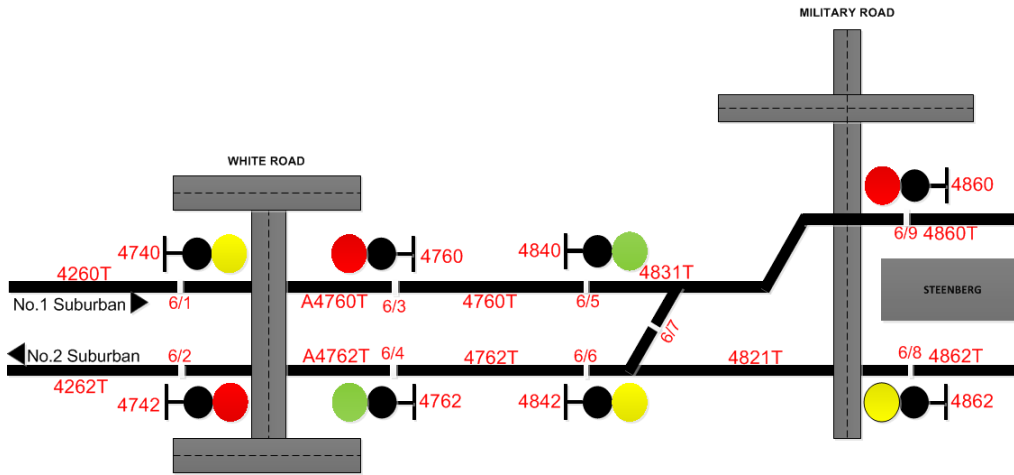 MILITARY ROAD
WHITE ROAD
4860
4740
4760
4840
6/9 4860T
4260T
4831T
No.1 Suburban
6/1
A4760T
6/3
4760T
6/5
STEENBERG
6/7
No.2 Suburban
6/2
A4762T
6/4
4762T
6/6
4821T
6/8
4862T
4262T
4742
4762
4842
4862